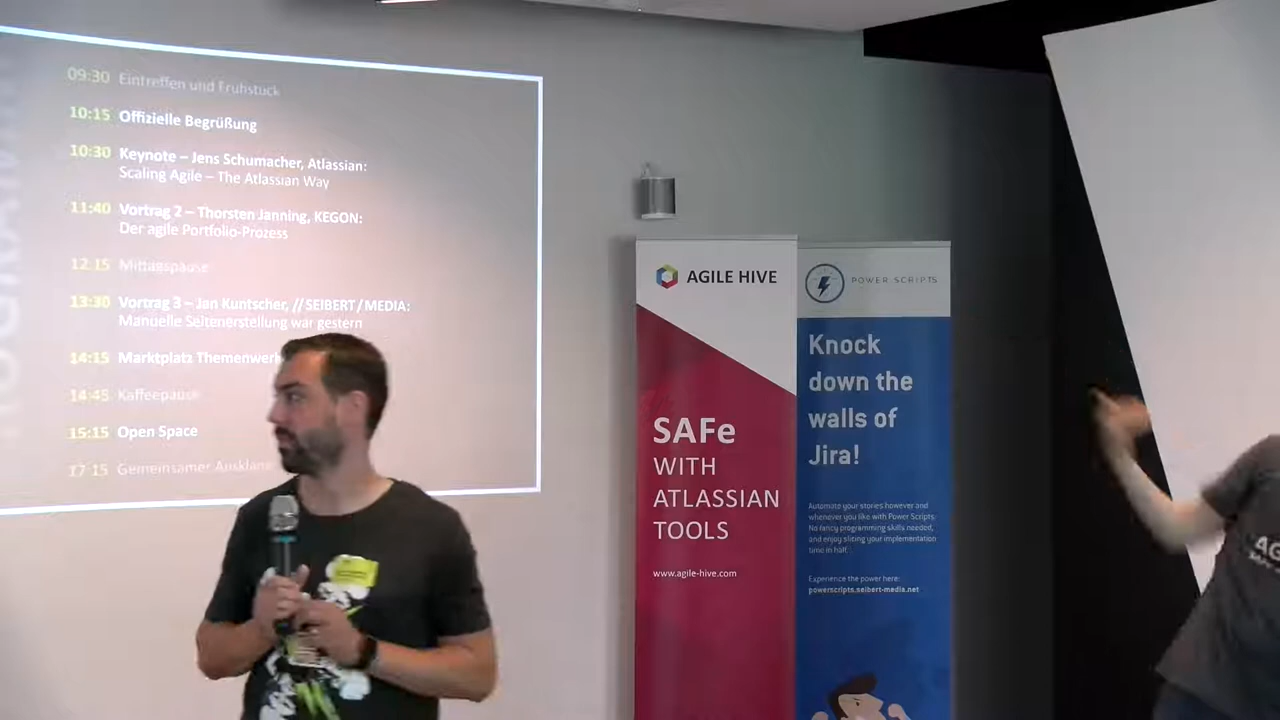 09:30 Eintreffen und Frühstück
10:15 Offizielle Begrüßung
10:30 Keynote – Jens Schumacher, Atlassian:
Scaling Agile – The Atlassian Way
11:40 Vortrag 2 – Thorsten Janning, KEGON:
Der agile Portfolio-Prozess
12:15 Mittagspause
13:30 Vortrag 3 – Jan Kuntscher, //SEIBERT/MEDIA:
Manuelle Seitenerstellung war gestern
14:15 Marktplatz Themenwerk
14:45 Kaffeepause
15:15 Open Space
17:15 Gemeinsamer Ausklang
AGILE HIVE
SAFe
WITH
ATLASSIAN
TOOLS
www.agile-hive.com
POWER SCRIPTS
Knock
down the
walls of
Jira!
Automate your stories however and
whenever you like with Power Scripts.
No fancy programming skills needed,
and enjoy slicing your implementation
time in half.
Experience the power here:
powerscripts.seibert-media.net
AG